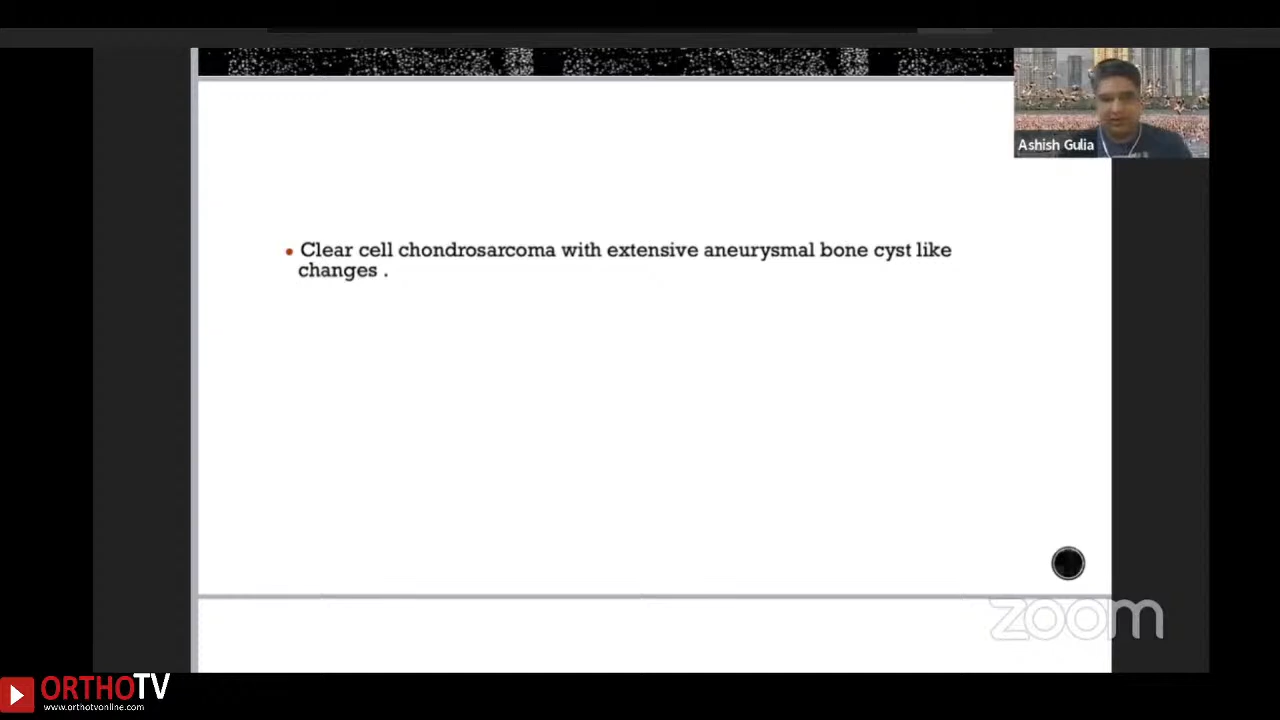 Ashish Gulia
• Clear cell chondrosarcoma with extensive aneurysmal bone cyst like
changes .
zoom
ORTHOTV
www.orthotvonline.com